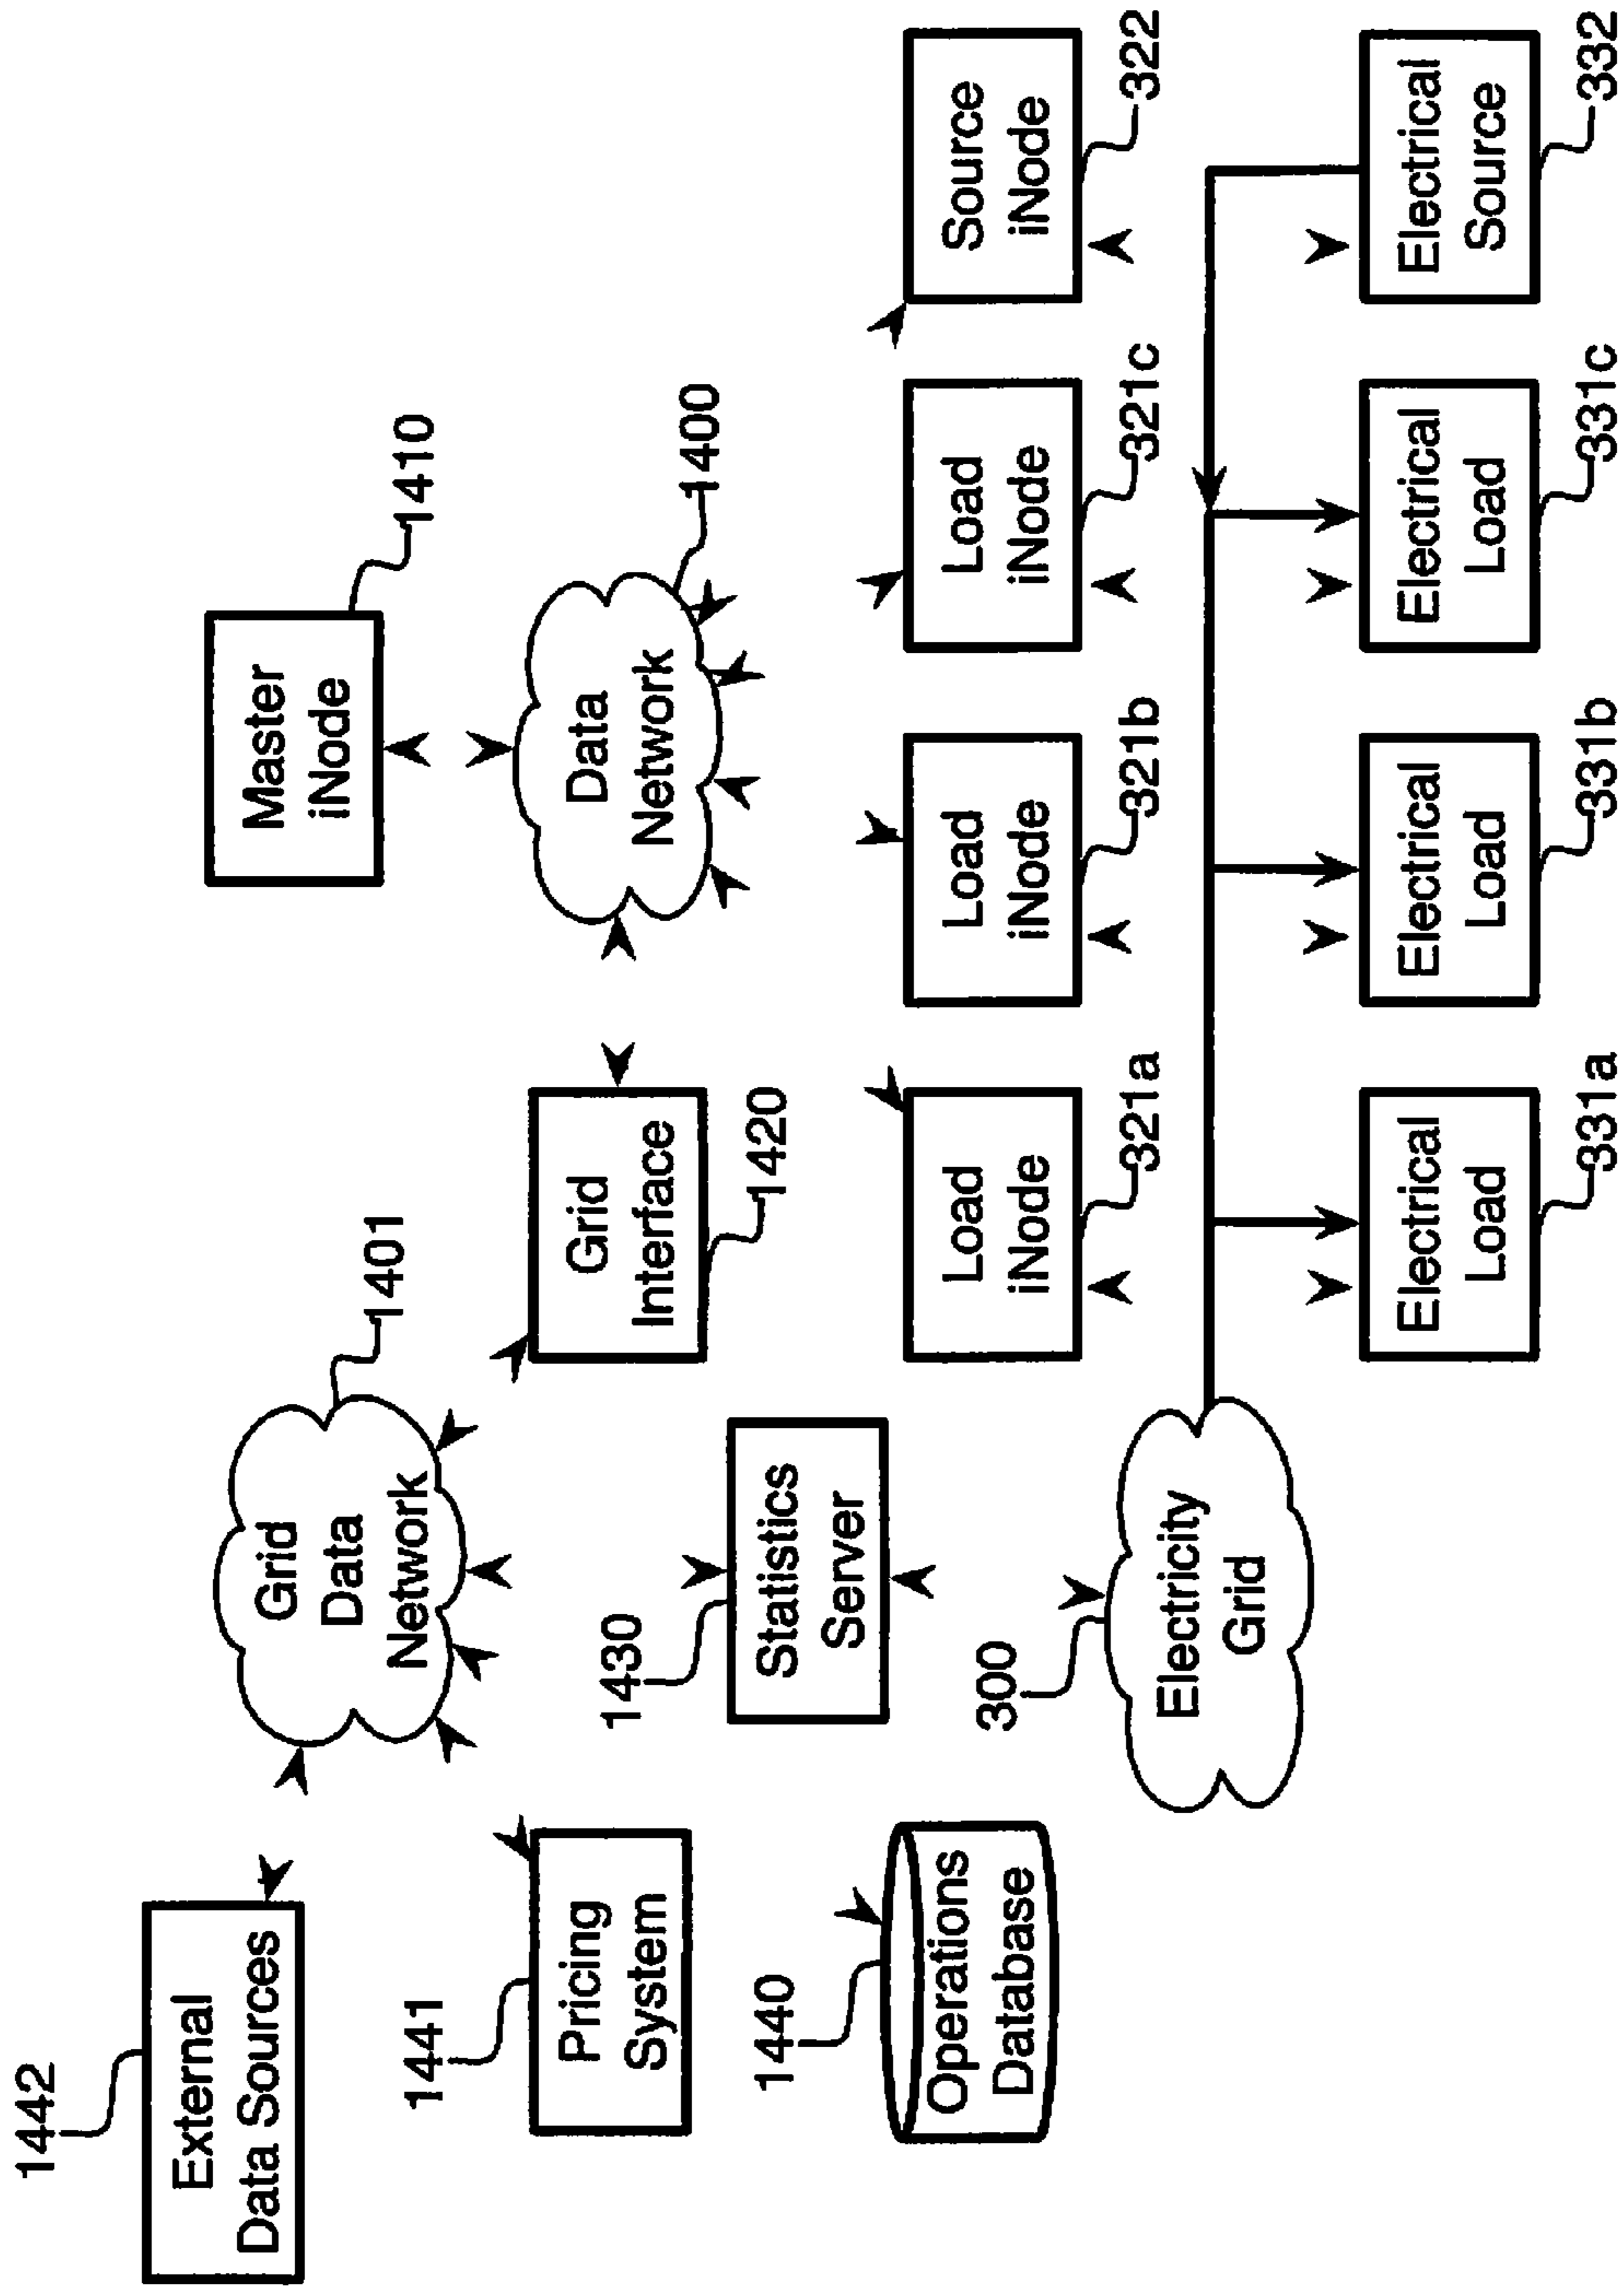 1442
External
Data Sources
1441
Pricing
System
1440
Operations
Database
Grid
Data
Network
1401
1430
Statistics
Server
300
Electricity
Grid
Grid
Interface
1420
Master
iNode
1410
Data
Network
1400
Load
iNode
321a
Load
iNode
321b
Load
iNode
321c
Source
iNode
322
Electrical
Load
331a
Electrical
Load
331b
Electrical
Load
331c
Electrical
Source
332